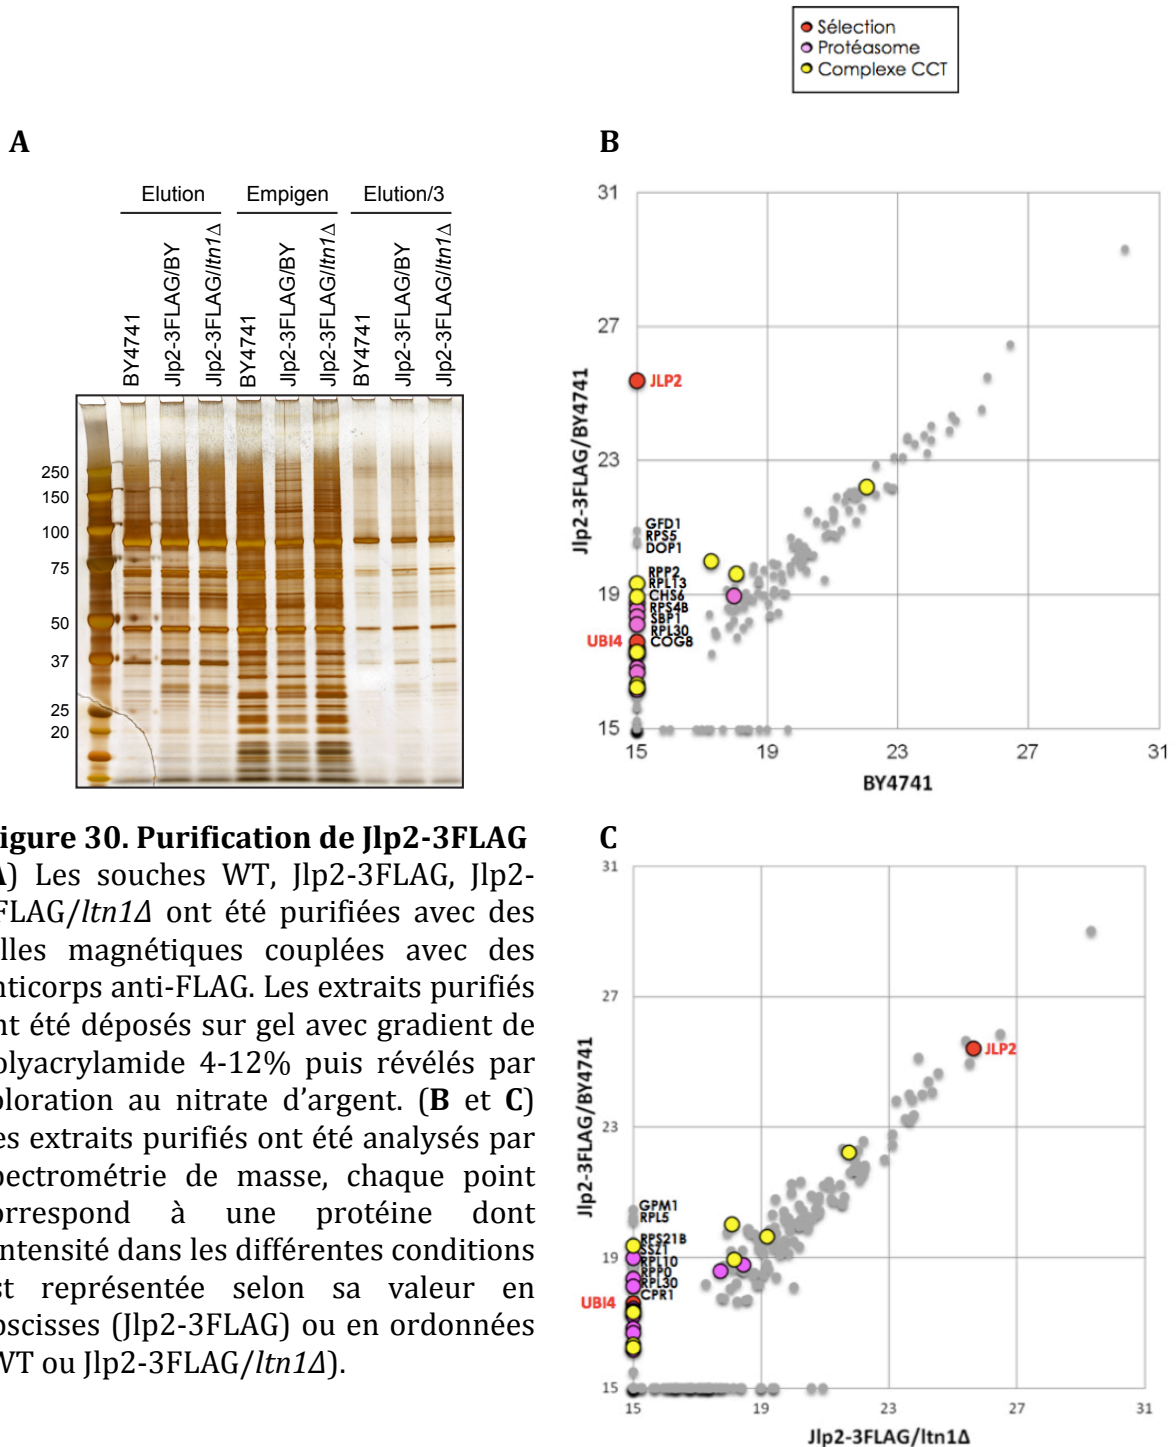 Sélection
Protéasome
Complexe CCT
A
Elution
Empigen
Elution/3
BY4741
Jlp2-3FLAG/BY
Jlp2-3FLAG/ltn1Δ
BY4741
Jlp2-3FLAG/BY
Jlp2-3FLAG/ltn1Δ
BY4741
Jlp2-3FLAG/BY
Jlp2-3FLAG/ltn1Δ
250
150
100
75
50
37
25
20
B
Jlp2-3FLAG/BY4741
31
27
23
19
15
JLP2
GFD1
RPS5
DOP1
RPP2
RPL13
CHS6
RPS4B
SBP1
RPL30
UBI4
COG8
15
19
23
27
31
BY4741
igure 30. Purification de Jlp2-3FLAG
A) Les souches WT, Jlp2-3FLAG, Jlp2-
FLAG/ltn1Δ ont été purifiées avec des
illes magnétiques couplées avec des
nticorps anti-FLAG. Les extraits purifiés
nt été déposés sur gel avec gradient de
olyacrylamide 4-12% puis révélés par
oloration au nitrate d'argent. (B et C)
es extraits purifiés ont été analysés par
pectrométrie de masse, chaque point
orrespond à une protéine dont
intensité dans les différentes conditions
st représentée selon sa valeur en
bscisses (Jlp2-3FLAG) ou en ordonnées
WT ou Jlp2-3FLAG/ltn1Δ).
C
Jlp2-3FLAG/BY4741
31
27
23
19
15
JLP2
GPM1
RPL5
RPS21B
SSZ1
RPL10
RPP0
RPL30
CPR1
UBI4
15
19
23
27
31
Jlp2-3FLAG/ltn1Δ